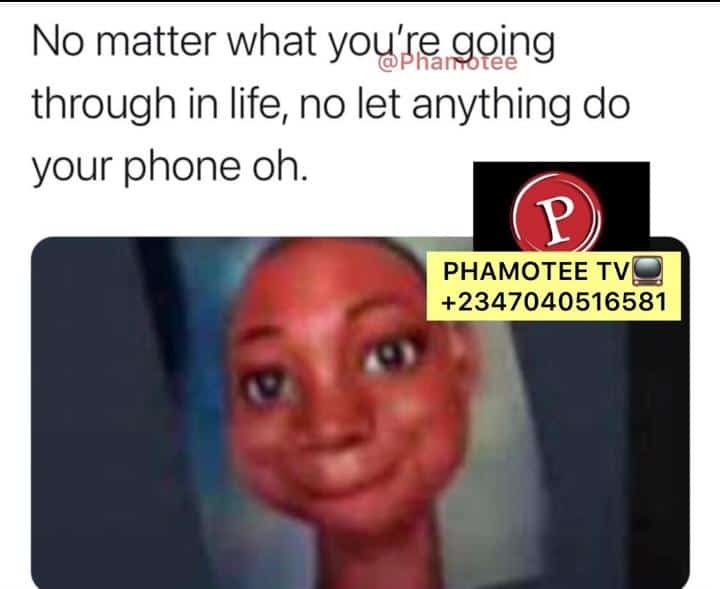 No matter what you're going
@Phamotee
through in life, no let anything do
your phone oh.
P
PHAMOTEE TV📺
+2347040516581